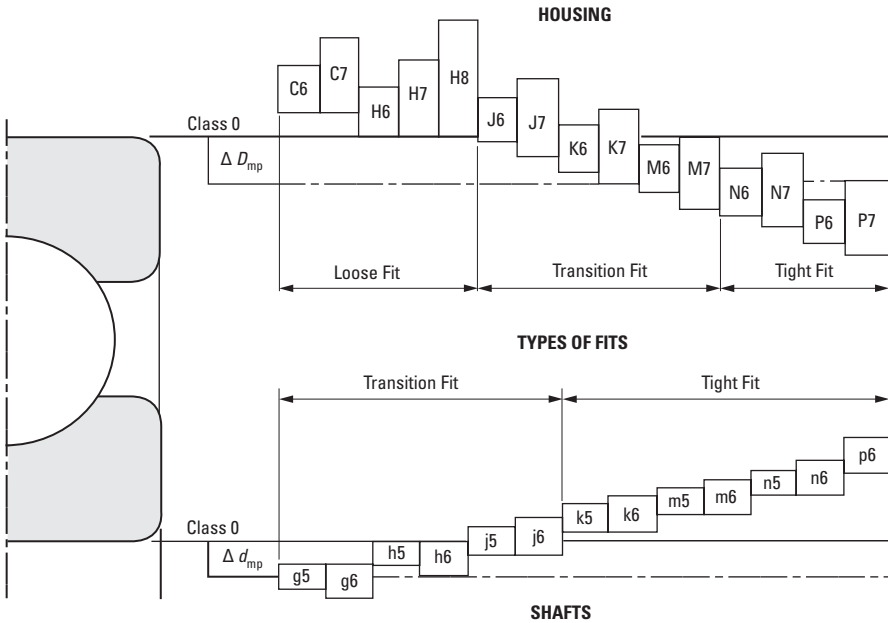 HOUSING
C6
C7
H6
H7
H8
J6
J7
K6
K7
M6
M7
N6
N7
P6
P7
Class 0
Δ Dmp
Loose Fit
Transition Fit
Tight Fit
TYPES OF FITS
Transition Fit
Tight Fit
Class 0
Δ dmp
g5
g6
h5
h6
j5
j6
k5
k6
m5
m6
n5
n6
p6
SHAFTS